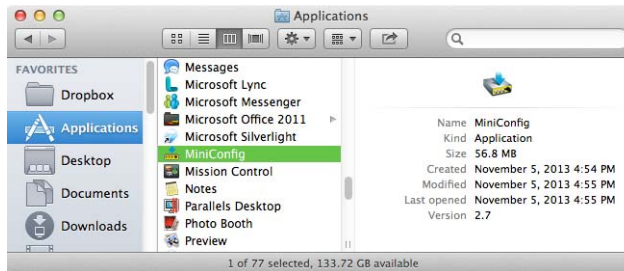 Applications
FAVORITES
Dropbox
Applications
Desktop
Documents
Downloads
Messages
Microsoft Lync
Microsoft Messenger
Microsoft Office 2011
Microsoft Silverlight
MiniConfig
Mission Control
Notes
Parallels Desktop
Photo Booth
Preview
Name MiniConfig
Kind Application
Size 56.8 MB
Created November 5, 2013 4:54 PM
Modified November 5, 2013 4:55 PM
Last opened November 5, 2013 4:55 PM
Version 2.7
1 of 77 selected, 133.72 GB available